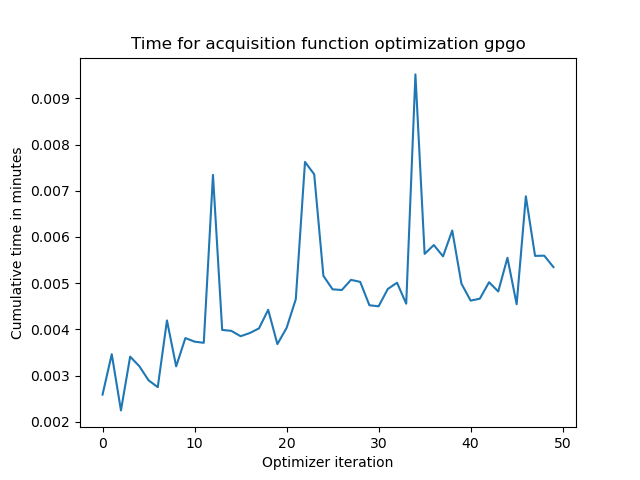 Time for acquisition function optimization gpgo
Cumulative time in minutes
0.009
0.008
0.007
0.006
0.005
0.004
0.003
0.002
0 10 20 30 40 50
Optimizer iteration